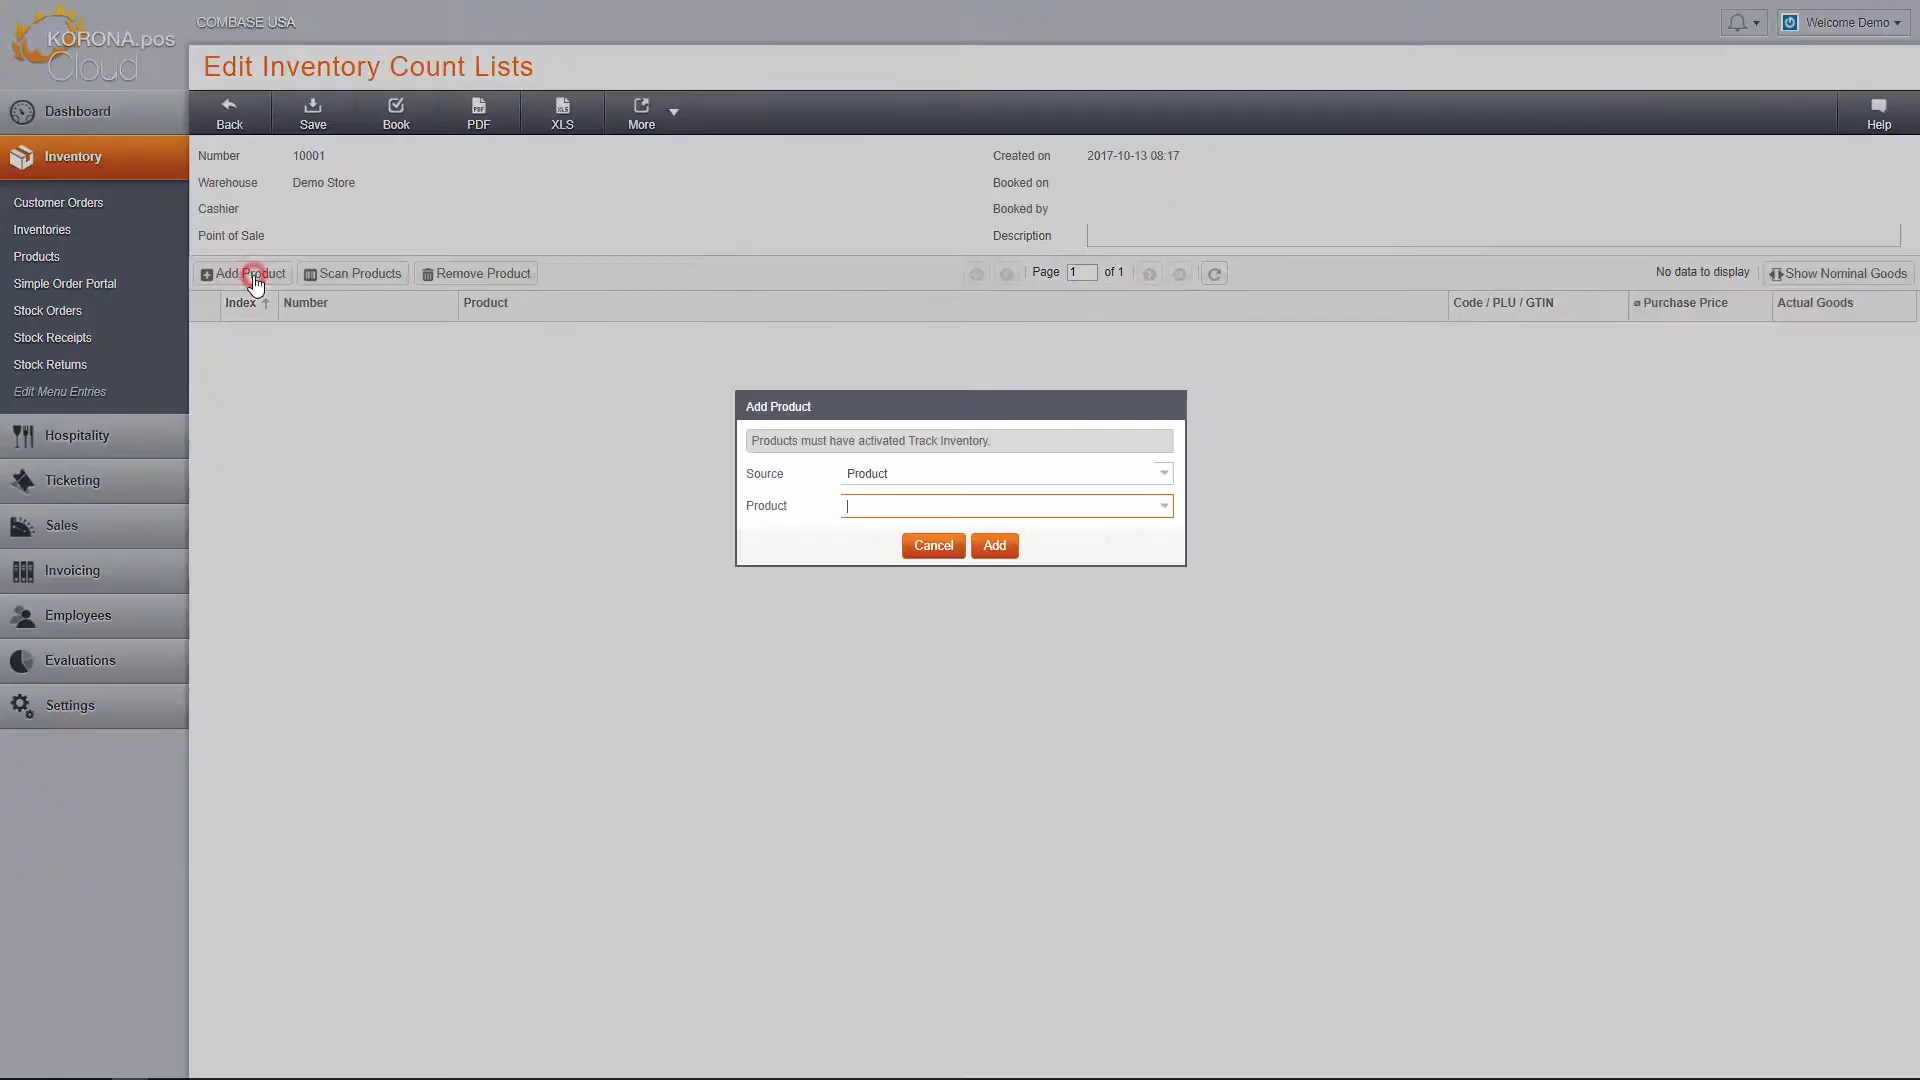 KORONA.pos
Cloud
COMBASE USA
Welcome Demo
Edit Inventory Count Lists
Back
Save
Book
PDF
XLS
More
Help
Dashboard
Inventory
Customer Orders
Inventories
Products
Simple Order Portal
Stock Orders
Stock Receipts
Stock Returns
Edit Menu Entries
Hospitality
Ticketing
Sales
Invoicing
Employees
Evaluations
Settings
Number 10001
Warehouse Demo Store
Cashier
Point of Sale
Created on 2017-10-13 08:17
Booked on
Booked by
Description
Add Product Scan Products Remove Product Page 1 of 1 No data to display Show Nominal Goods
Index Number Product Code / PLU / GTIN ø Purchase Price Actual Goods
Add Product
Products must have activated Track Inventory.
Source Product
Product
Cancel Add